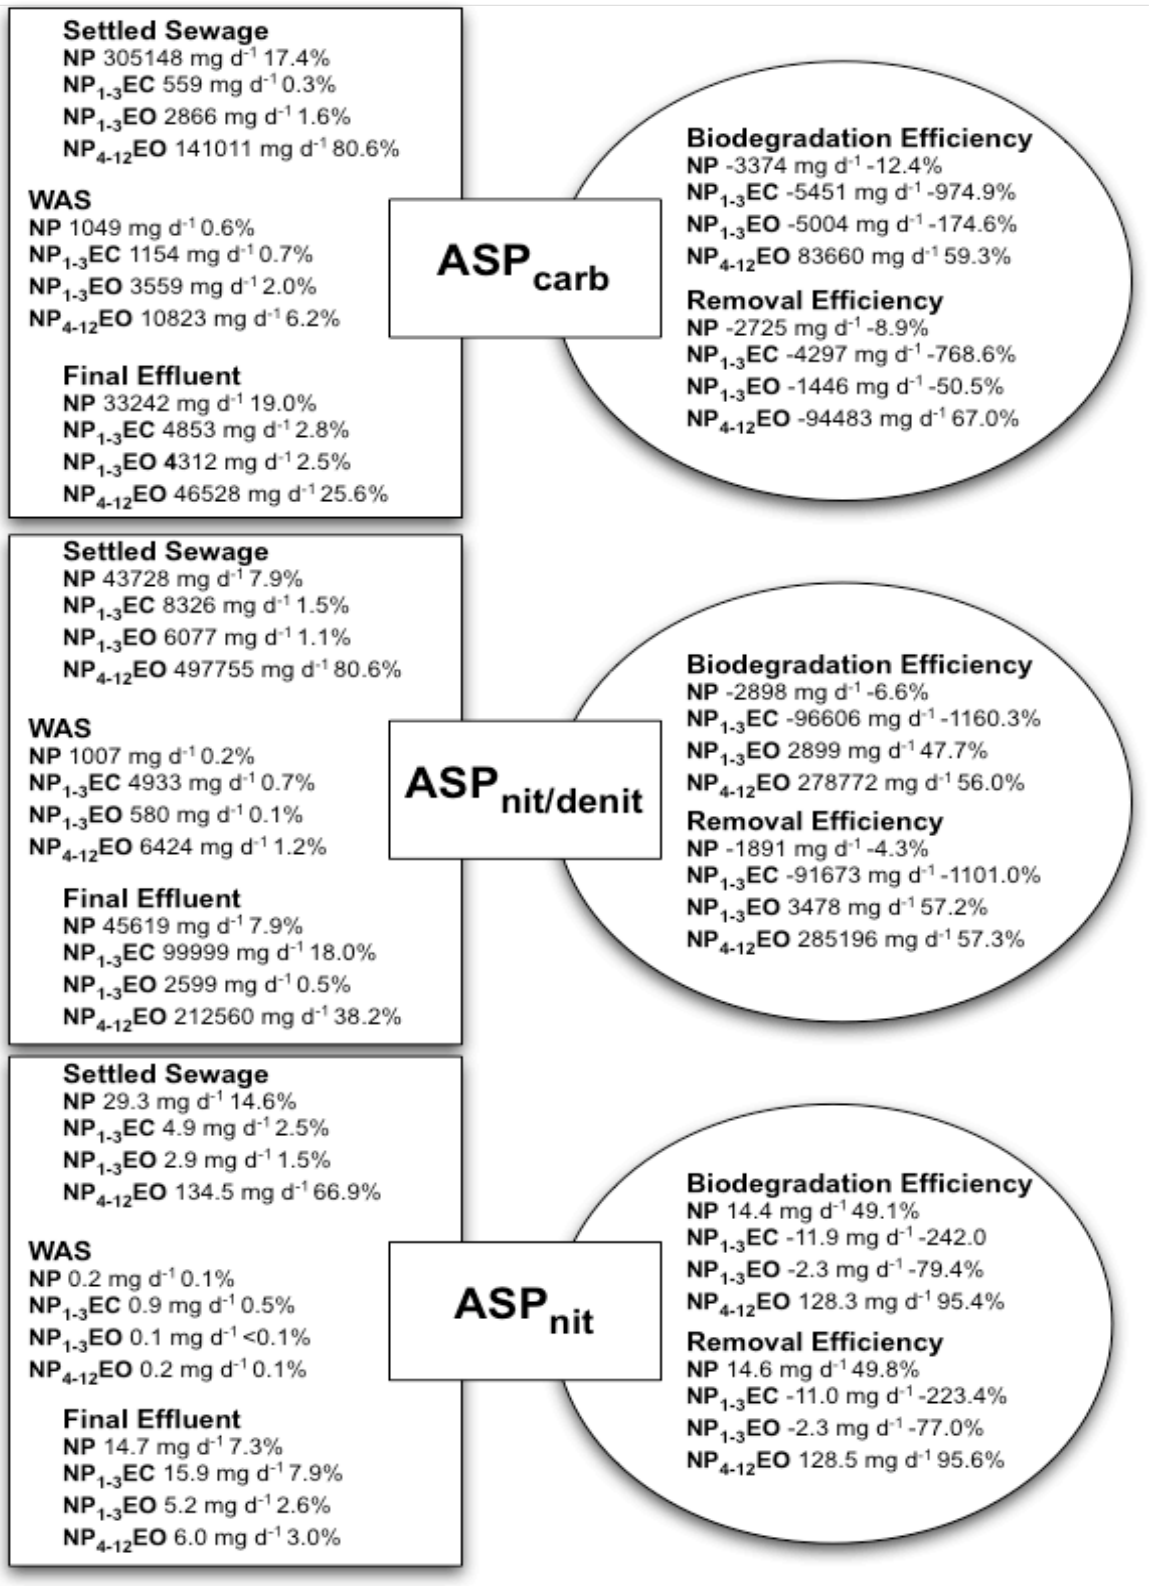 Settled Sewage
NP 305148 mg d-1 17.4%
NP1-3EC 559 mg d-1 0.3%
NP1-3EO 2866 mg d-1 1.6%
NP4-12EO 141011 mg d-1 80.6%
WAS
NP 1049 mg d-1 0.6%
NP1-3EC 1154 mg d-1 0.7%
NP1-3EO 3559 mg d-1 2.0%
NP4-12EO 10823 mg d-1 6.2%
Final Effluent
NP 33242 mg d-1 19.0%
NP1-3EC 4853 mg d-1 2.8%
NP1-3EO 4312 mg d-1 2.5%
NP4-12EO 46528 mg d-1 25.6%
ASPcarb
Biodegradation Efficiency
NP -3374 mg d-1 -12.4%
NP1-3EC -5451 mg d-1 -974.9%
NP1-3EO -5004 mg d-1 -174.6%
NP4-12EO 83660 mg d-1 59.3%
Removal Efficiency
NP -2725 mg d-1 -8.9%
NP1-3EC -4297 mg d-1 -768.6%
NP1-3EO -1446 mg d-1 -50.5%
NP4-12EO -94483 mg d-1 67.0%
Settled Sewage
NP 43728 mg d-1 7.9%
NP1-3EC 8326 mg d-1 1.5%
NP1-3EO 6077 mg d-1 1.1%
NP4-12EO 497755 mg d-1 80.6%
WAS
NP 1007 mg d-1 0.2%
NP1-3EC 4933 mg d-1 0.7%
NP1-3EO 580 mg d-1 0.1%
NP4-12EO 6424 mg d-1 1.2%
Final Effluent
NP 45619 mg d-1 7.9%
NP1-3EC 99999 mg d-1 18.0%
NP1-3EO 2599 mg d-1 0.5%
NP4-12EO 212560 mg d-1 38.2%
ASPnit/denit
Biodegradation Efficiency
NP -2898 mg d-1 -6.6%
NP1-3EC -96606 mg d-1 -1160.3%
NP1-3EO 2899 mg d-1 47.7%
NP4-12EO 278772 mg d-1 56.0%
Removal Efficiency
NP -1891 mg d-1 -4.3%
NP1-3EC -91673 mg d-1 -1101.0%
NP1-3EO 3478 mg d-1 57.2%
NP4-12EO 285196 mg d-1 57.3%
Settled Sewage
NP 29.3 mg d-1 14.6%
NP1-3EC 4.9 mg d-1 2.5%
NP1-3EO 2.9 mg d-1 1.5%
NP4-12EO 134.5 mg d-1 66.9%
WAS
NP 0.2 mg d-1 0.1%
NP1-3EC 0.9 mg d-1 0.5%
NP1-3EO 0.1 mg d-1 <0.1%
NP4-12EO 0.2 mg d-1 0.1%
Final Effluent
NP 14.7 mg d-1 7.3%
NP1-3EC 15.9 mg d-1 7.9%
NP1-3EO 5.2 mg d-1 2.6%
NP4-12EO 6.0 mg d-1 3.0%
ASPnit
Biodegradation Efficiency
NP 14.4 mg d-1 49.1%
NP1-3EC -11.9 mg d-1 -242.0
NP1-3EO -2.3 mg d-1 -79.4%
NP4-12EO 128.3 mg d-1 95.4%
Removal Efficiency
NP 14.6 mg d-1 49.8%
NP1-3EC -11.0 mg d-1 -223.4%
NP1-3EO -2.3 mg d-1 -77.0%
NP4-12EO 128.5 mg d-1 95.6%